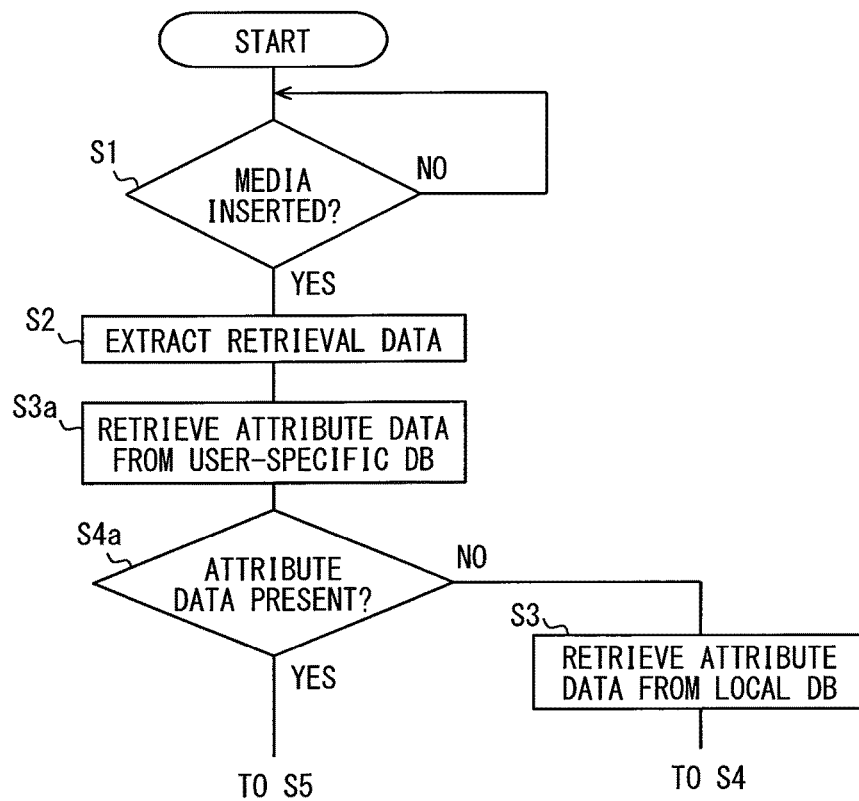 START
S1
MEDIA
INSERTED?
NO
YES
S2
EXTRACT RETRIEVAL DATA
S3a
RETRIEVE ATTRIBUTE DATA
FROM USER-SPECIFIC DB
S4a
ATTRIBUTE
DATA PRESENT?
NO
YES
S3
RETRIEVE ATTRIBUTE
DATA FROM LOCAL DB
TO S5
TO S4